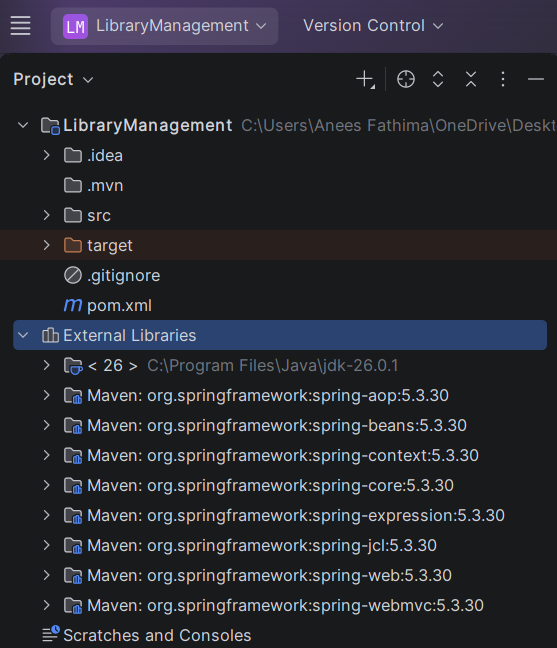 LM LibraryManagement Version Control
Project
LibraryManagement C:\Users\Anees Fathima\OneDrive\Deskt
.idea
.mvn
src
target
.gitignore
m pom.xml
External Libraries
< 26 > C:\Program Files\Java\jdk-26.0.1
Maven: org.springframework:spring-aop:5.3.30
Maven: org.springframework:spring-beans:5.3.30
Maven: org.springframework:spring-context:5.3.30
Maven: org.springframework:spring-core:5.3.30
Maven: org.springframework:spring-expression:5.3.30
Maven: org.springframework:spring-jcl:5.3.30
Maven: org.springframework:spring-web:5.3.30
Maven: org.springframework:spring-webmvc:5.3.30
Scratches and Consoles